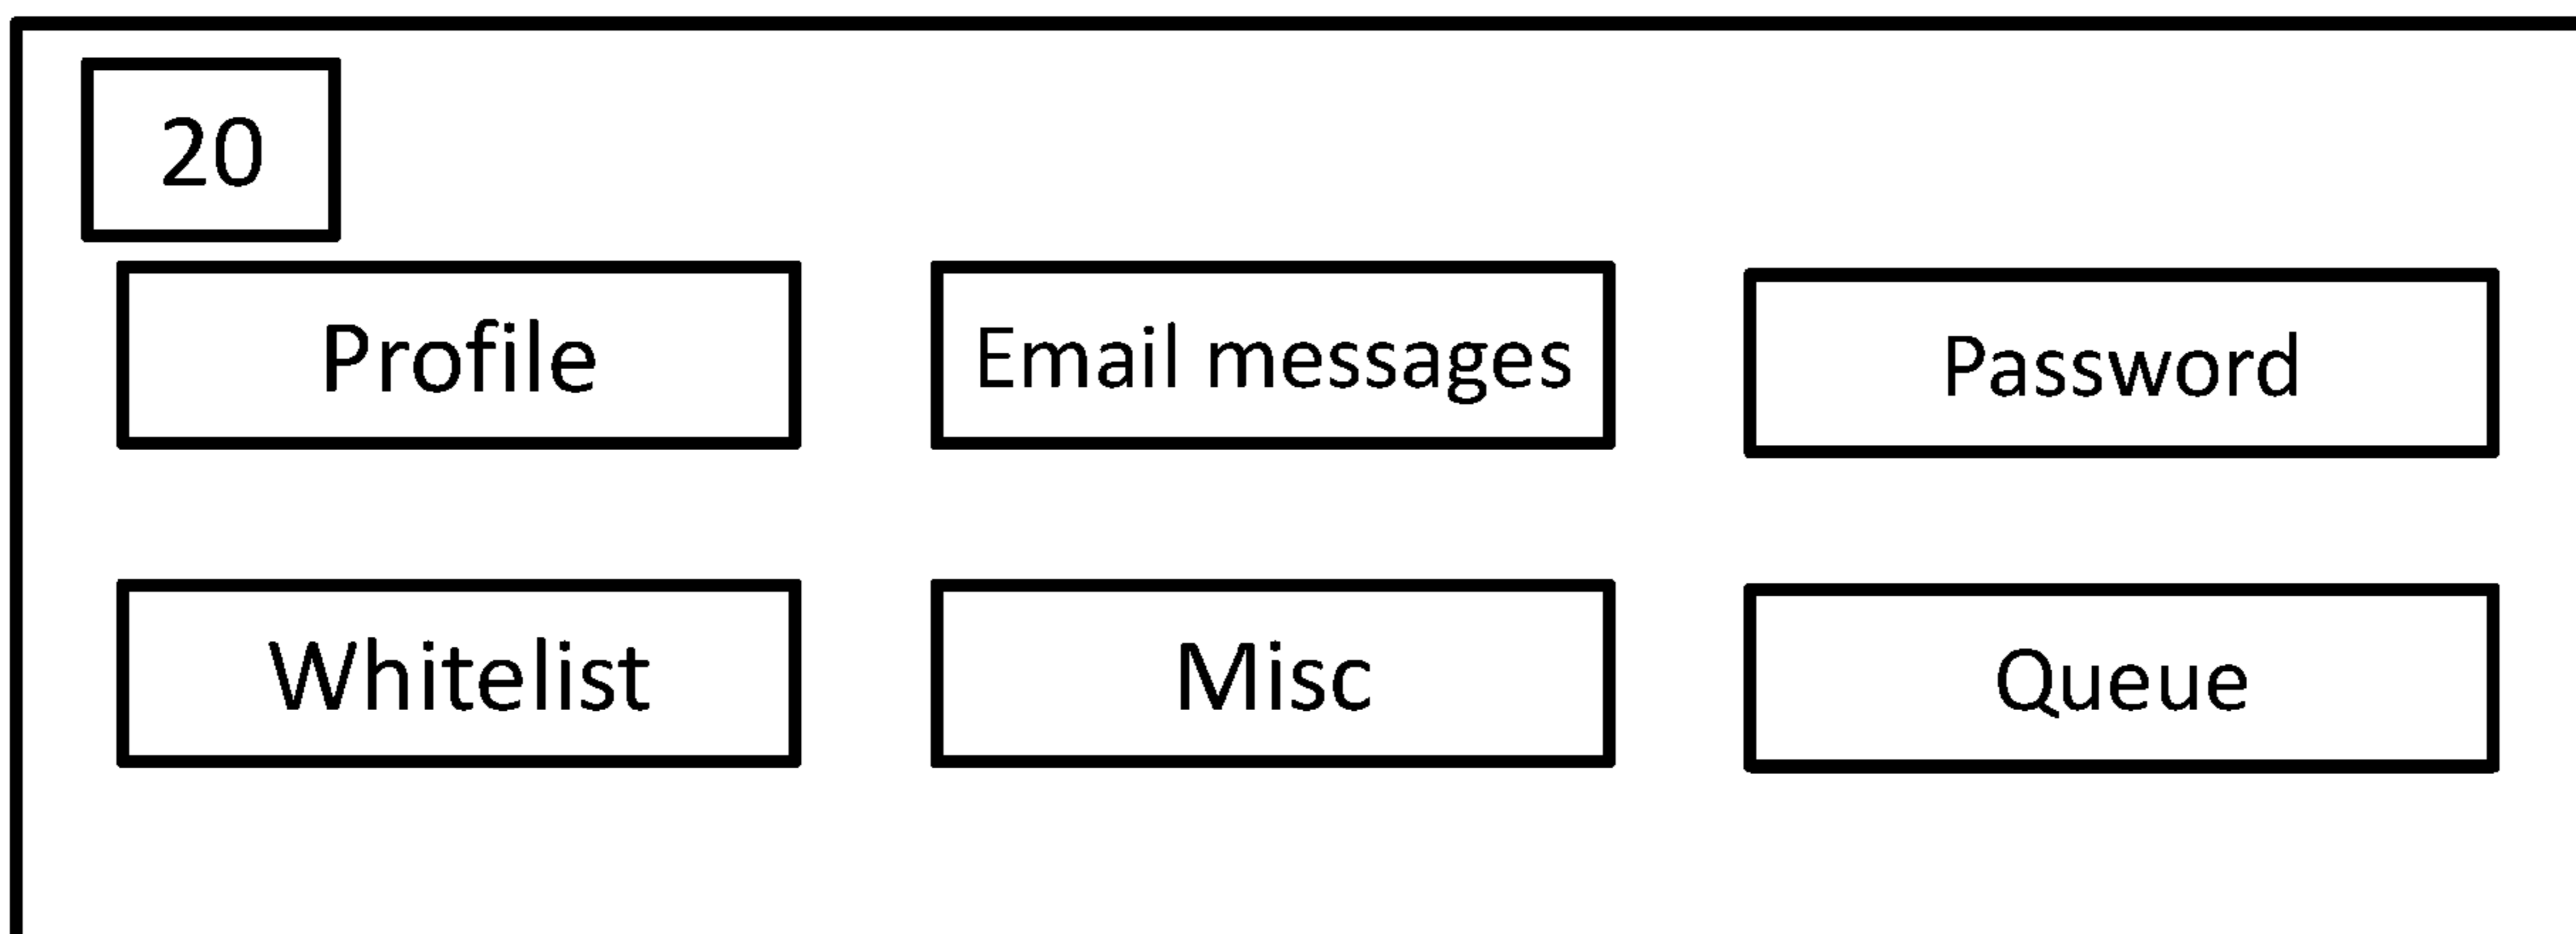 20
Profile
Email messages
Password
Whitelist
Misc
Queue